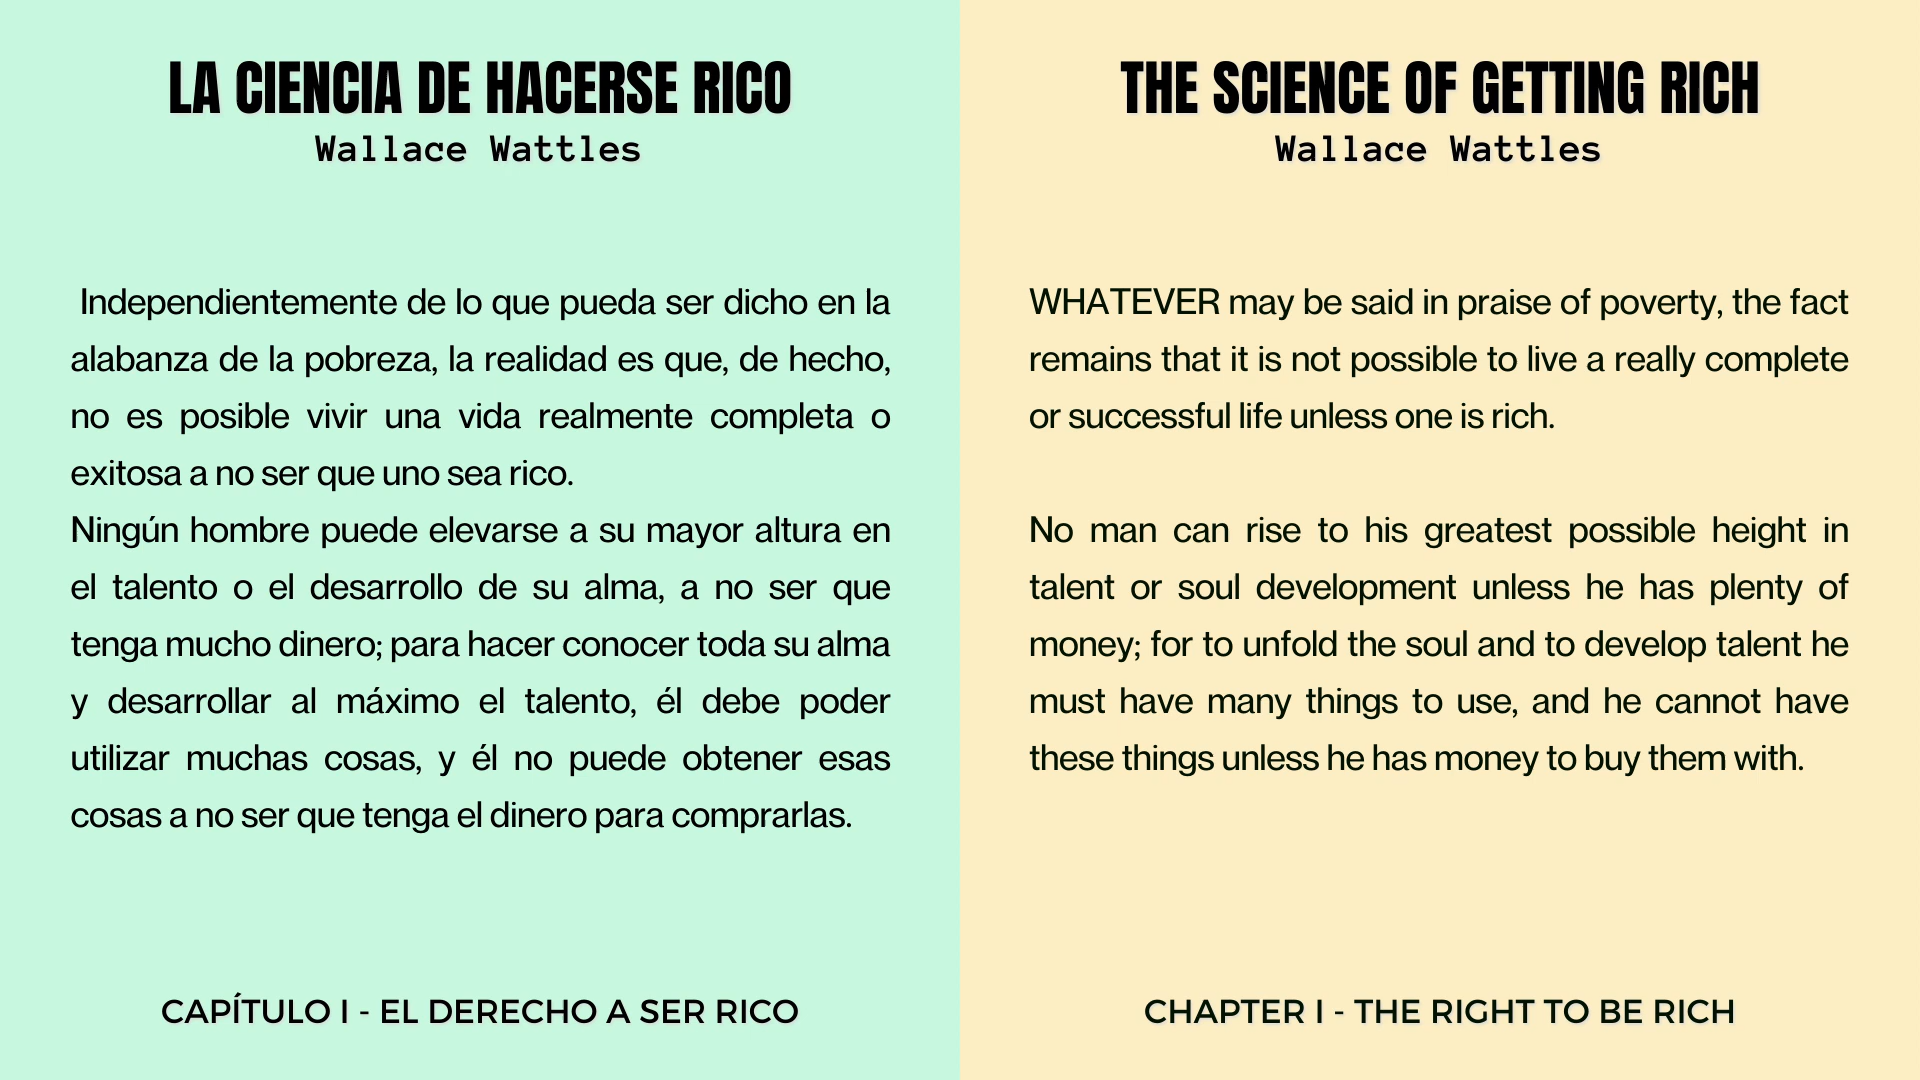 LA CIENCIA DE HACERSE RICO
Wallace Wattles
Independientemente de lo que pueda ser dicho en la
alabanza de la pobreza, la realidad es que, de hecho,
no es posible vivir una vida realmente completa o
exitosa a no ser que uno sea rico.
Ningún hombre puede elevarse a su mayor altura en
el talento o el desarrollo de su alma, a no ser que
tenga mucho dinero; para hacer conocer toda su alma
y desarrollar al máximo el talento, él debe poder
utilizar muchas cosas, y él no puede obtener esas
cosas a no ser que tenga el dinero para comprarlas.
CAPÍTULO I - EL DERECHO A SER RICO
THE SCIENCE OF GETTING RICH
Wallace Wattles
WHATEVER may be said in praise of poverty, the fact
remains that it is not possible to live a really complete
or successful life unless one is rich.
No man can rise to his greatest possible height in
talent or soul development unless he has plenty of
money; for to unfold the soul and to develop talent he
must have many things to use, and he cannot have
these things unless he has money to buy them with.
CHAPTER I - THE RIGHT TO BE RICH